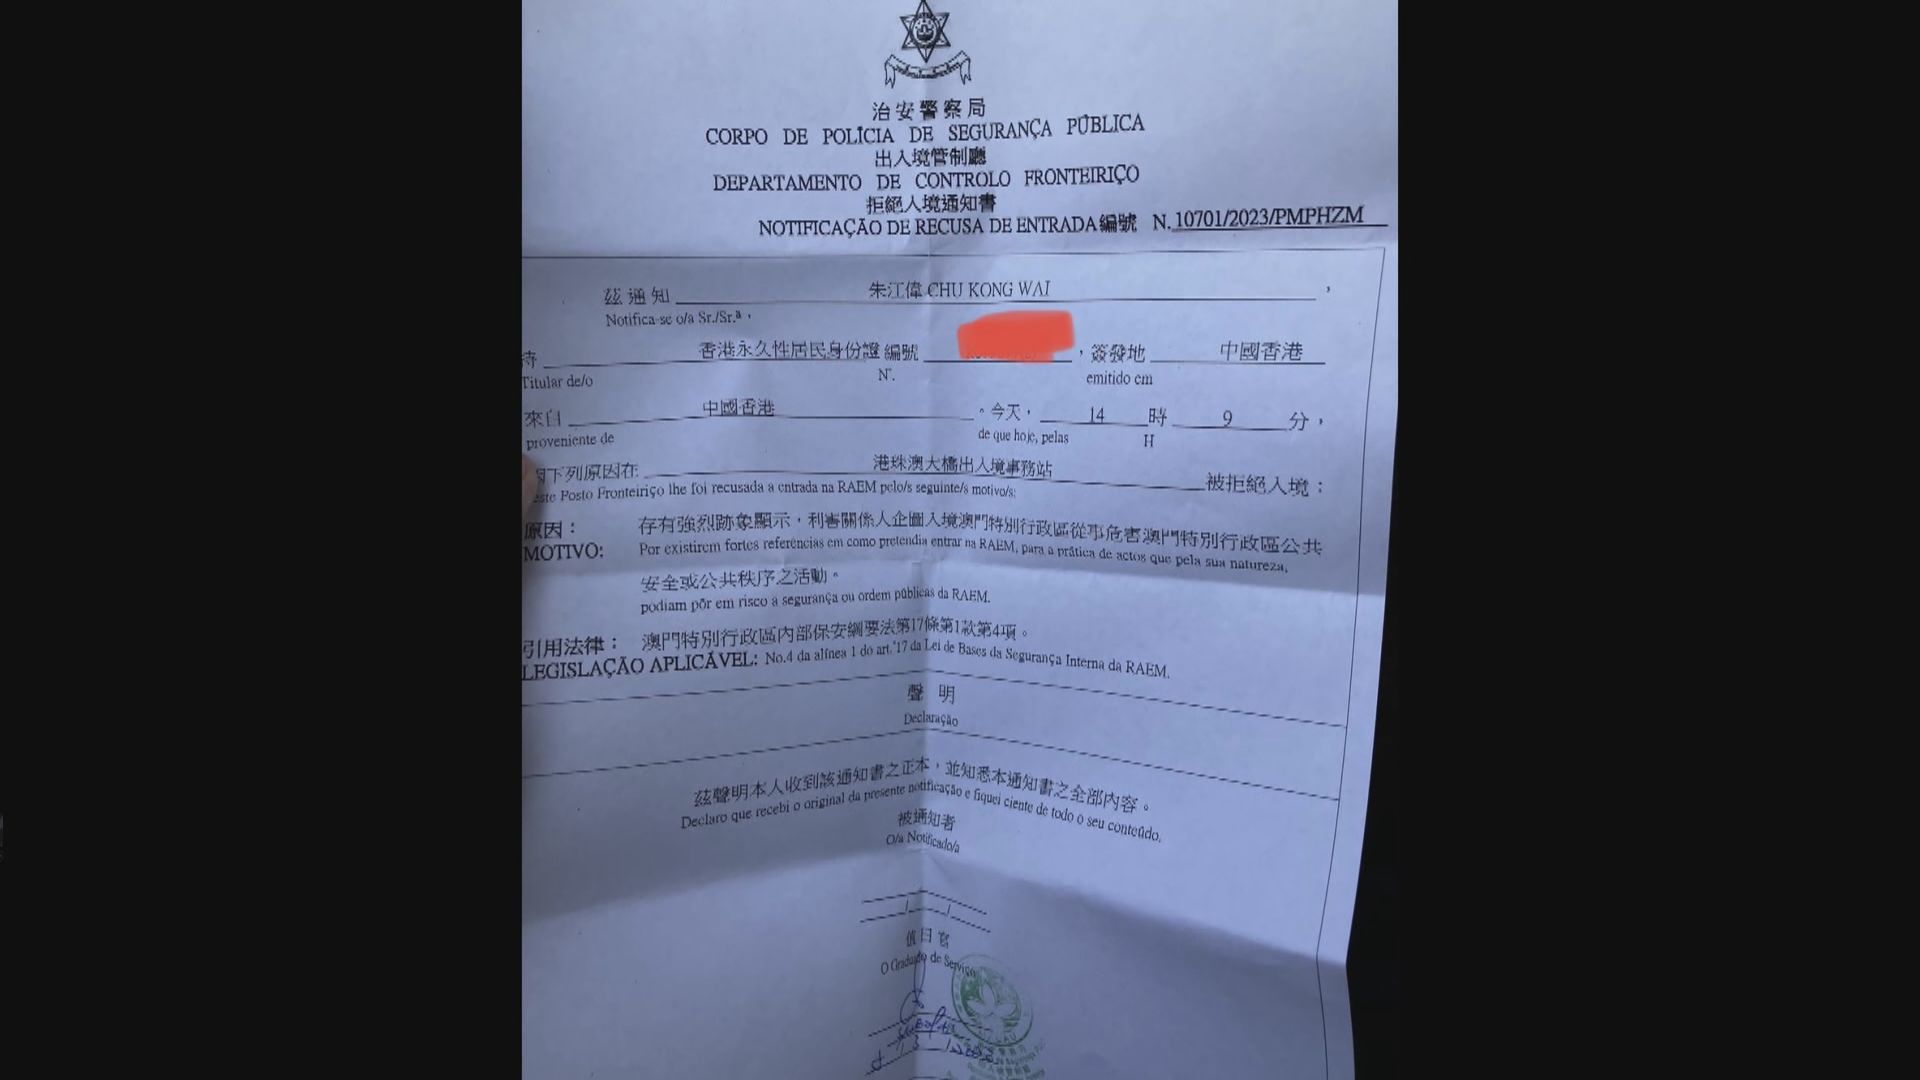 治安警察局
CORPO DE POLÍCIA DE SEGURANÇA PÚBLICA
出入境管制廳
DEPARTAMENTO DE CONTROLO FRONTEIRIÇO
拒絕入境通知書
NOTIFICAÇÃO DE RECUSA DE ENTRADA編號 N. 10701/2023/PMPHZM
茲通知 朱江偉 CHU KONG WAI ,
Notifica-se o/a Sr./Sr.ª,
持 香港永久性居民身份證 編號 ,簽發地 中國香港
Titular de/o N°. emitido em
來自 中國香港 。今天, 14 時 9 分,
proveniente de de que hoje, pelas H
因下列原因在 港珠澳大橋出入境事務站 被拒絕入境:
este Posto Fronteiriço lhe foi recusada a entrada na RAEM pelo/s seguinte/s motivo/s:
原因: 存有強烈跡象顯示,利害關係人企圖入境澳門特別行政區從事危害澳門特別行政區公共
MOTIVO: Por existirem fortes referências em como pretendia entrar na RAEM, para a prática de actos que pela sua natureza,
安全或公共秩序之活動。
podiam pôr em risco a segurança ou ordem públicas da RAEM.
引用法律: 澳門特別行政區內部保安綱要法第17條第1款第4項。
LEGISLAÇÃO APLICÁVEL: No.4 da alínea 1 do art.°17 da Lei de Bases da Segurança Interna da RAEM.
聲明
Declaração
茲聲明本人收到該通知書之正本,並知悉本通知書之全部內容。
Declaro que recebi o original da presente notificação e fiquei ciente de todo o seu conteúdo.
被通知者
O/a Notificado/a
/ /
值日官
O Graduado de Serviço